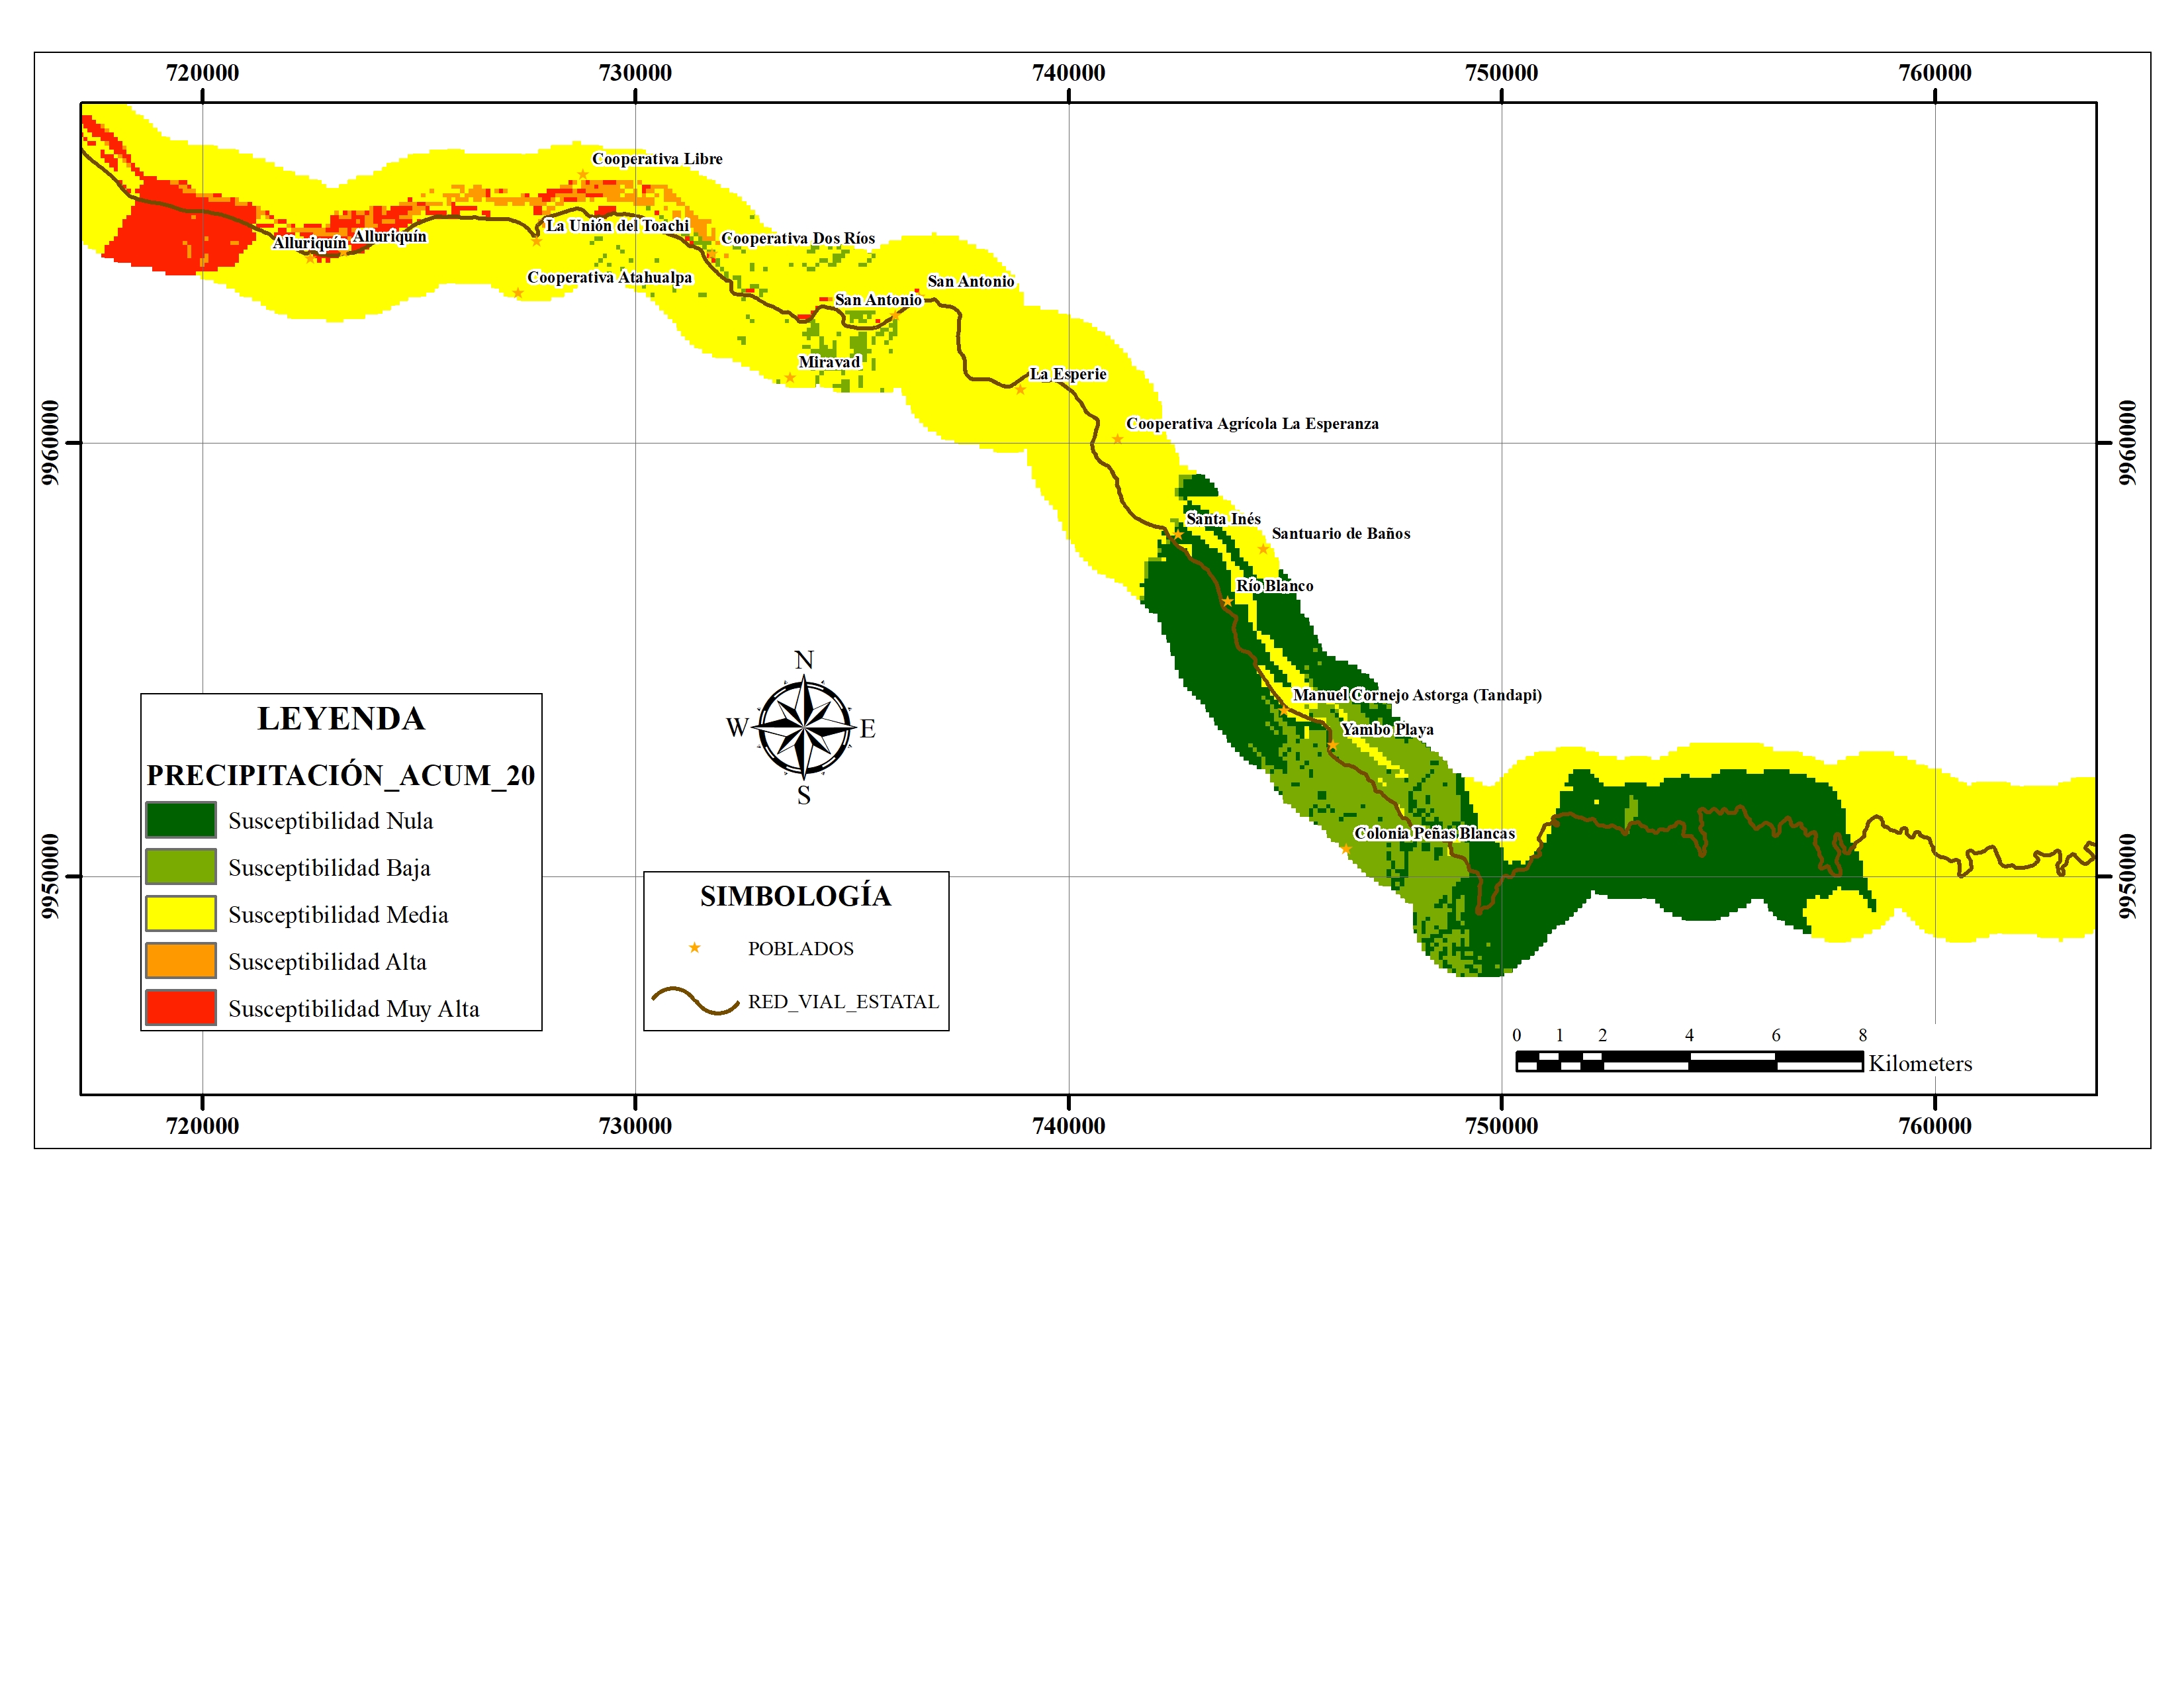 720000
730000
740000
750000
760000
Cooperativa Libre
La Unión del Toachi
Alluriquín
Alluriquín
Cooperativa Dos Ríos
Cooperativa Atahualpa
San Antonio
San Antonio
Miravad
La Esperie
Cooperativa Agrícola La Esperanza
9960000
9960000
Santa Inés
Santuario de Baños
Río Blanco
Manuel Cornejo Astorga (Tandapi)
Yambo Playa
Colonia Peñas Blancas
N
W
E
S
LEYENDA
PRECIPITACIÓN_ACUM_20
Susceptibilidad Nula
Susceptibilidad Baja
Susceptibilidad Media
Susceptibilidad Alta
Susceptibilidad Muy Alta
SIMBOLOGÍA
POBLADOS
RED_VIAL_ESTATAL
9950000
9950000
0 1 2 4 6 8
Kilometers
720000
730000
740000
750000
760000